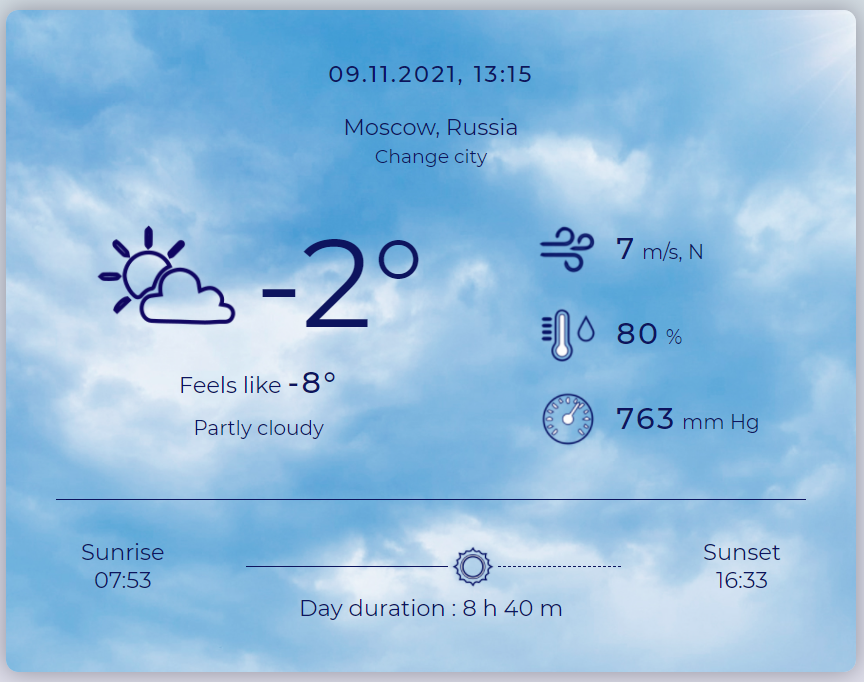 09.11.2021, 13:15
Moscow, Russia
Change city
-2°
Feels like -8°
Partly cloudy
7 m/s, N
80 %
763 mm Hg
Sunrise
07:53
Sunset
16:33
Day duration : 8 h 40 m